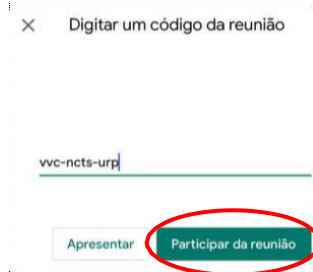 Digitar um código da reunião
vvc-ncts-urp
Apresentar
Participar da reunião